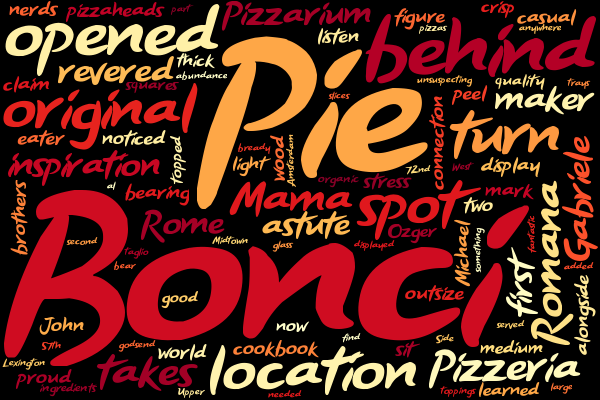 nerds pizzaheads past Pizzarium figure crisp casual
opened listen pizzas anywhere
revered thick behind
claim squares abundance unsuspecting quality trays
original slices Pie peel maker
eater noticed topped bready wood connection turn
inspiration light Amsterdam 72nd West display
al bearing organic stress Gabriele
brothers Mama spot two mark
Rome astute Ozger Romana
second taglio Midtown glass displayed Michael something fantastic
bear Bonci first added
good outsize alongside
John now served
57th godsend find Side medium
Lexington world cookbook sit
proud takes location Pizzeria
ingredients Upper needed toppings learned large